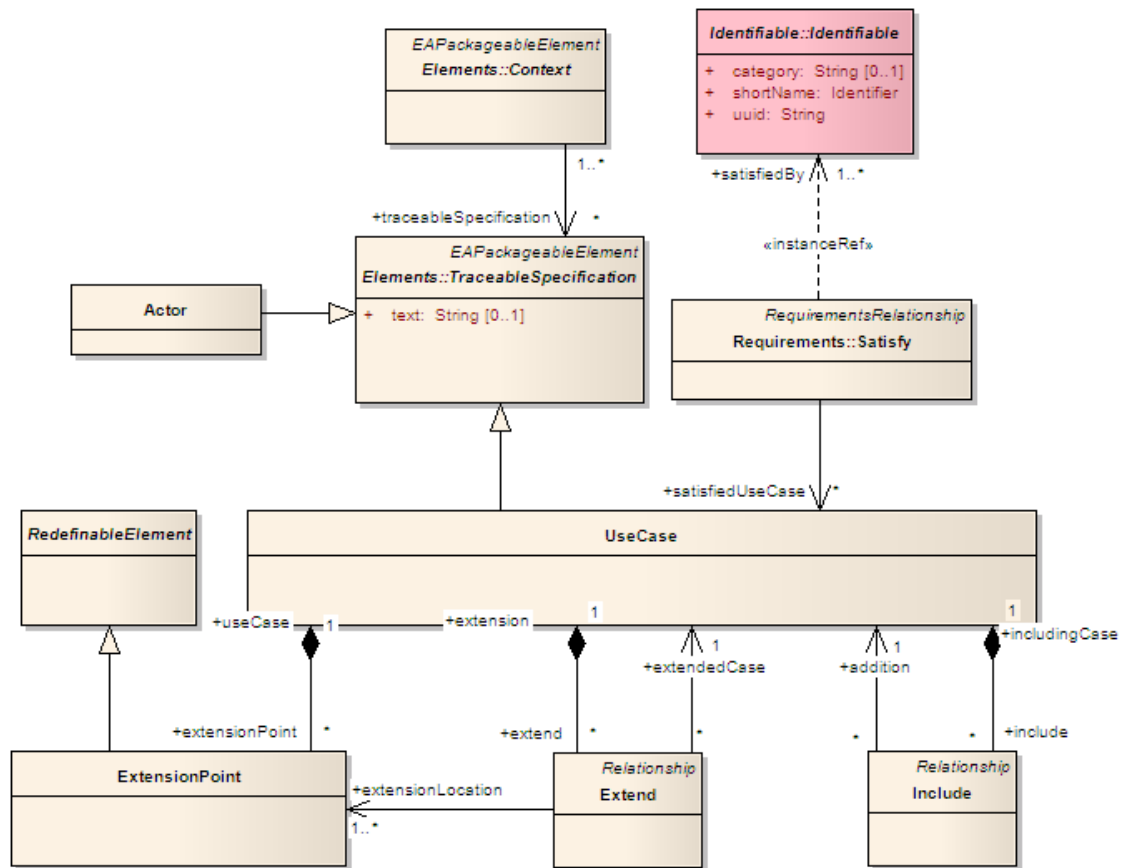 EAPackageableElement
Elements::Context
Identifiable::Identifiable
+ category: String [0..1]
+ shortName: Identifier
+ uuid: String
1..*
+satisfiedBy 1..*
+traceableSpecification *
«instanceRef»
EAPackageableElement
Elements::TraceableSpecification
+ text: String [0..1]
Actor
RequirementsRelationship
Requirements::Satisfy
+satisfiedUseCase *
RedefinableElement
UseCase
+useCase 1
+extension 1
1
+extendedCase
1
+addition
1
+includingCase
+extensionPoint *
+extend *
*
*
* +include
ExtensionPoint
+extensionLocation
1..*
Relationship
Extend
Relationship
Include